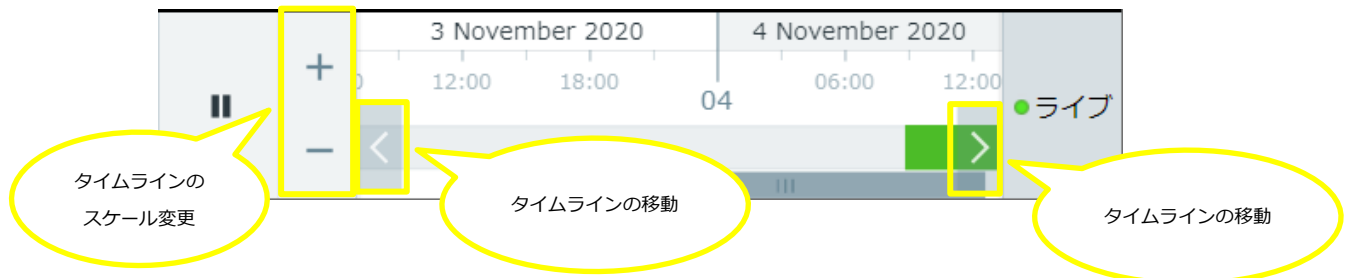 3 November 2020
4 November 2020
+
12:00
18:00
04
06:00
12:00
ライブ
−
タイムラインの
スケール変更
タイムラインの移動
タイムラインの移動